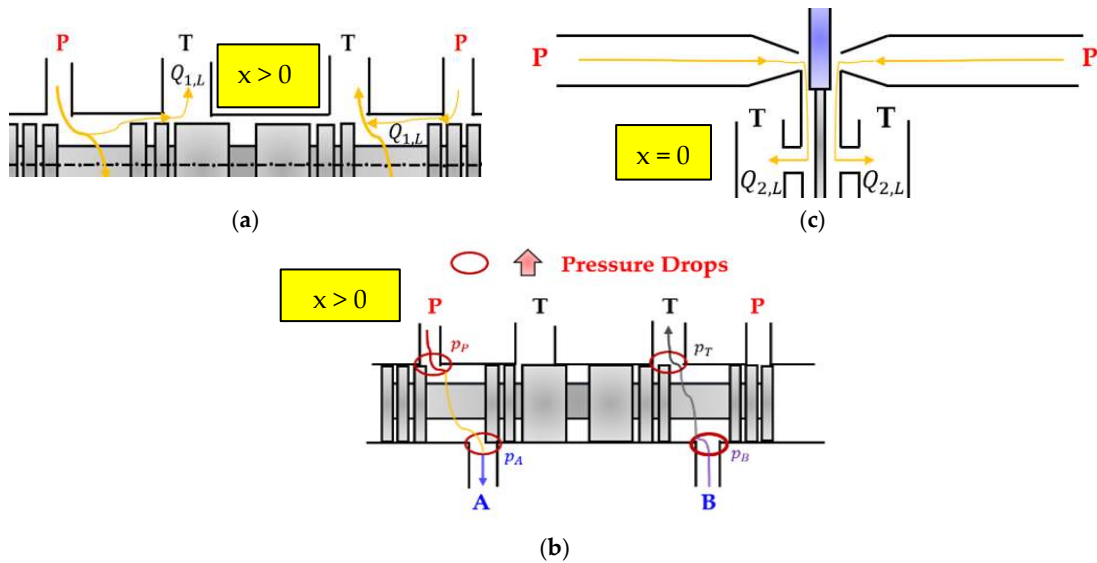 P T T P
Q1,L
x > 0
Q1,L
(a)
P P
T T
x = 0
Q2,L Q2,L
(c)
Pressure Drops
x > 0
P T T P
pP pT
pA pB
A B
(b)